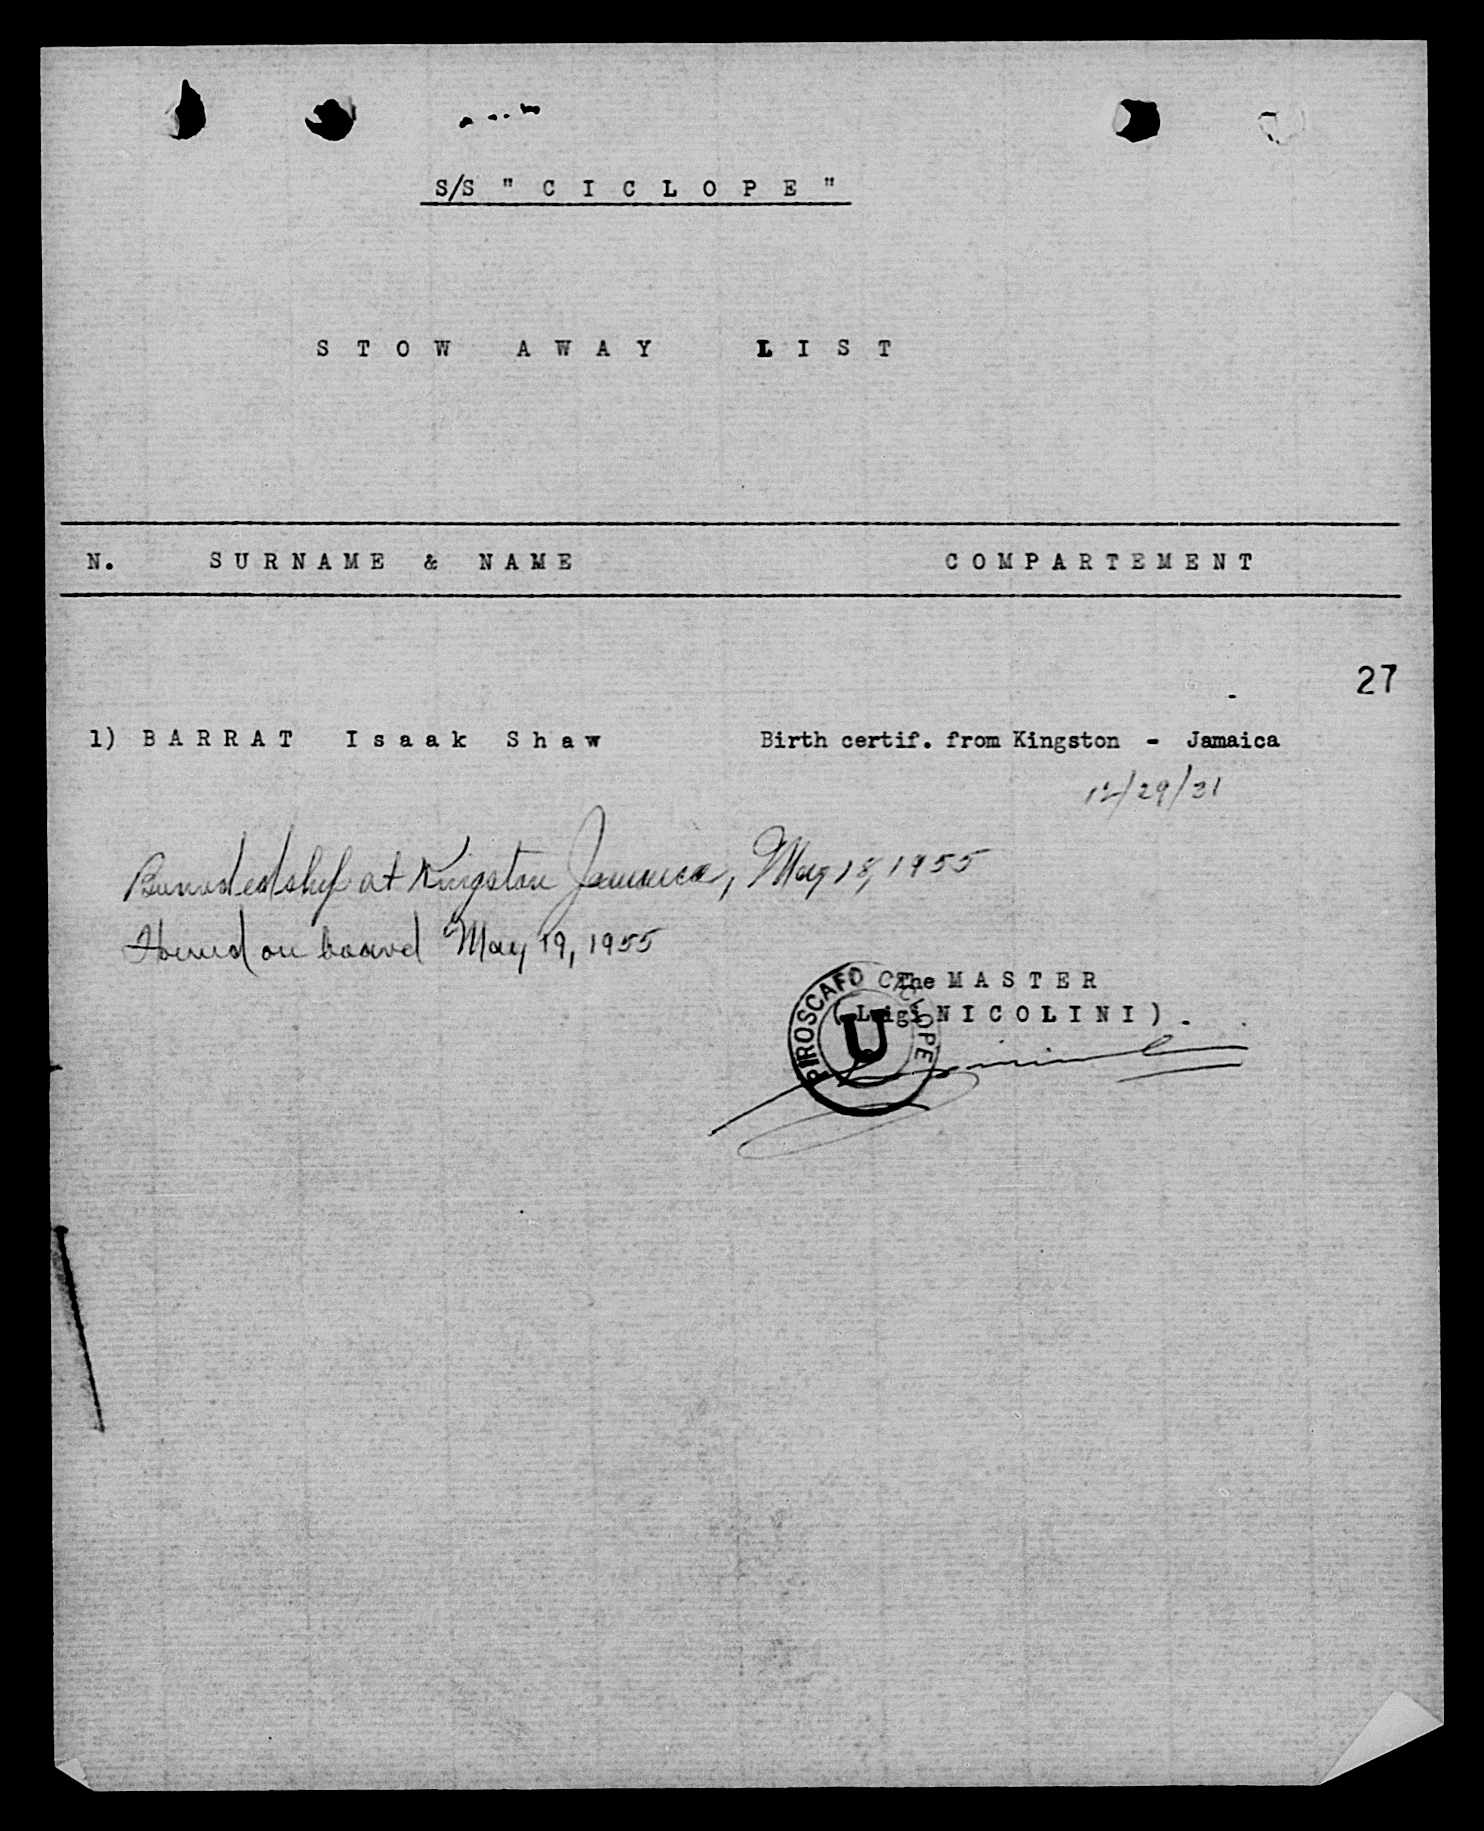 S/S " C I C L O P E "
S T O W   A W A Y   L I S T
N.   S U R N A M E   &   N A M E   C O M P A R T E M E N T
27
1) B A R R A T   I s a a k   S h a w   Birth certif. from Kingston - Jamaica
12/29/31
Boarded ship at Kingston Jamaica, May 18, 1955
Found on board May 19, 1955
The M A S T E R
( Luigi N I C O L I N I ) .
PIROSCAFO CICLOPE
U